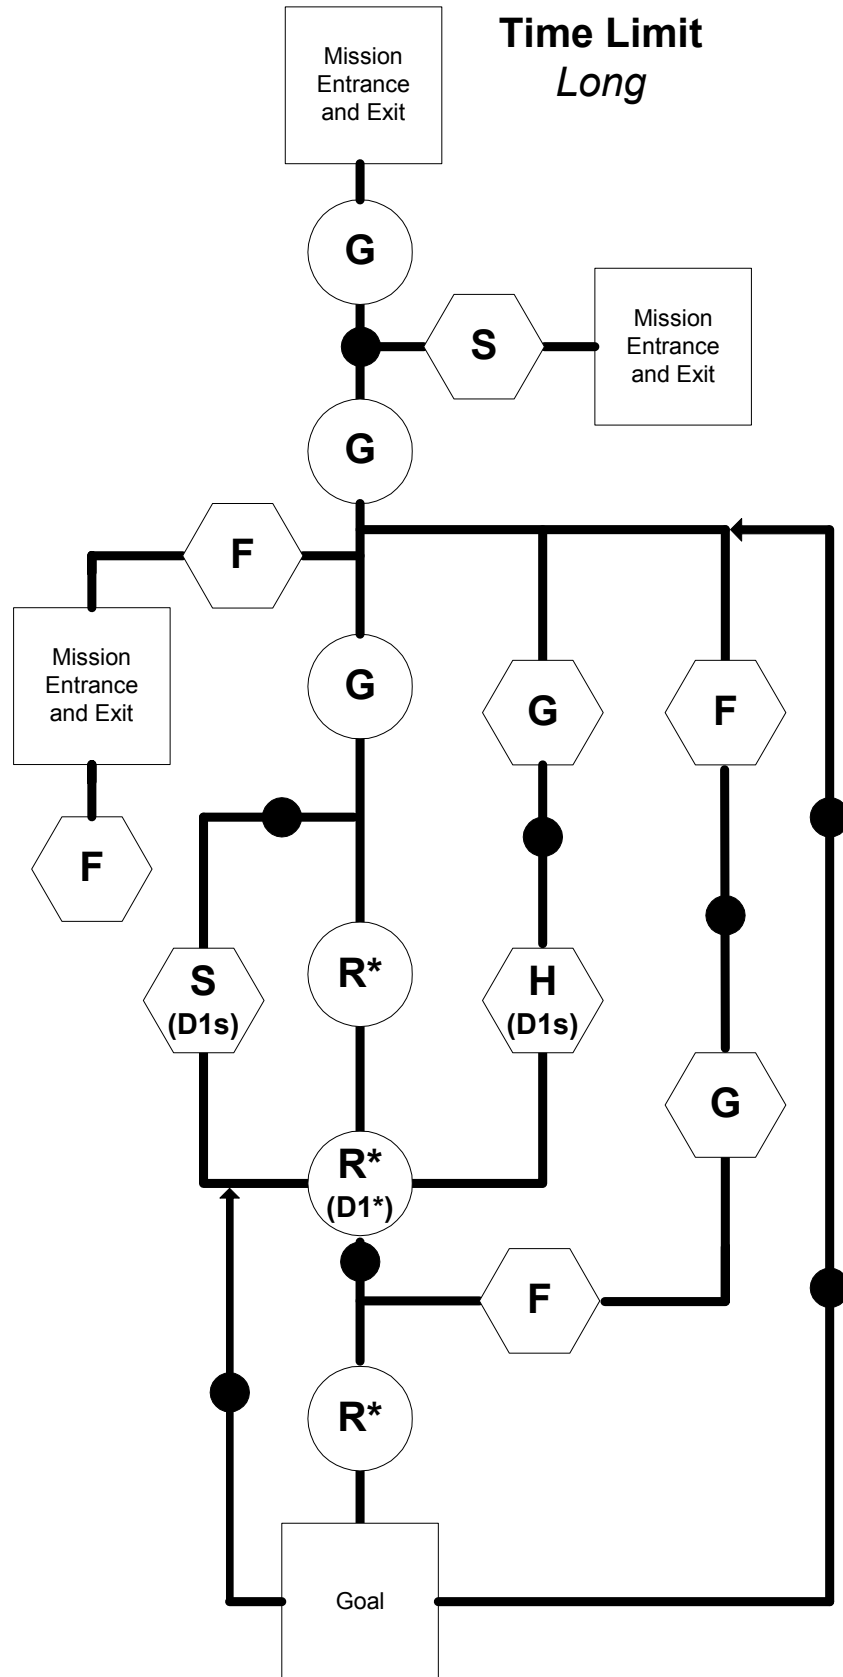 Time Limit
Long
Mission
Entrance
and Exit
G
S
Mission
Entrance
and Exit
G
F
Mission
Entrance
and Exit
G
G
F
F
S
(D1s)
R*
H
(D1s)
G
R*
(D1*)
F
R*
Goal